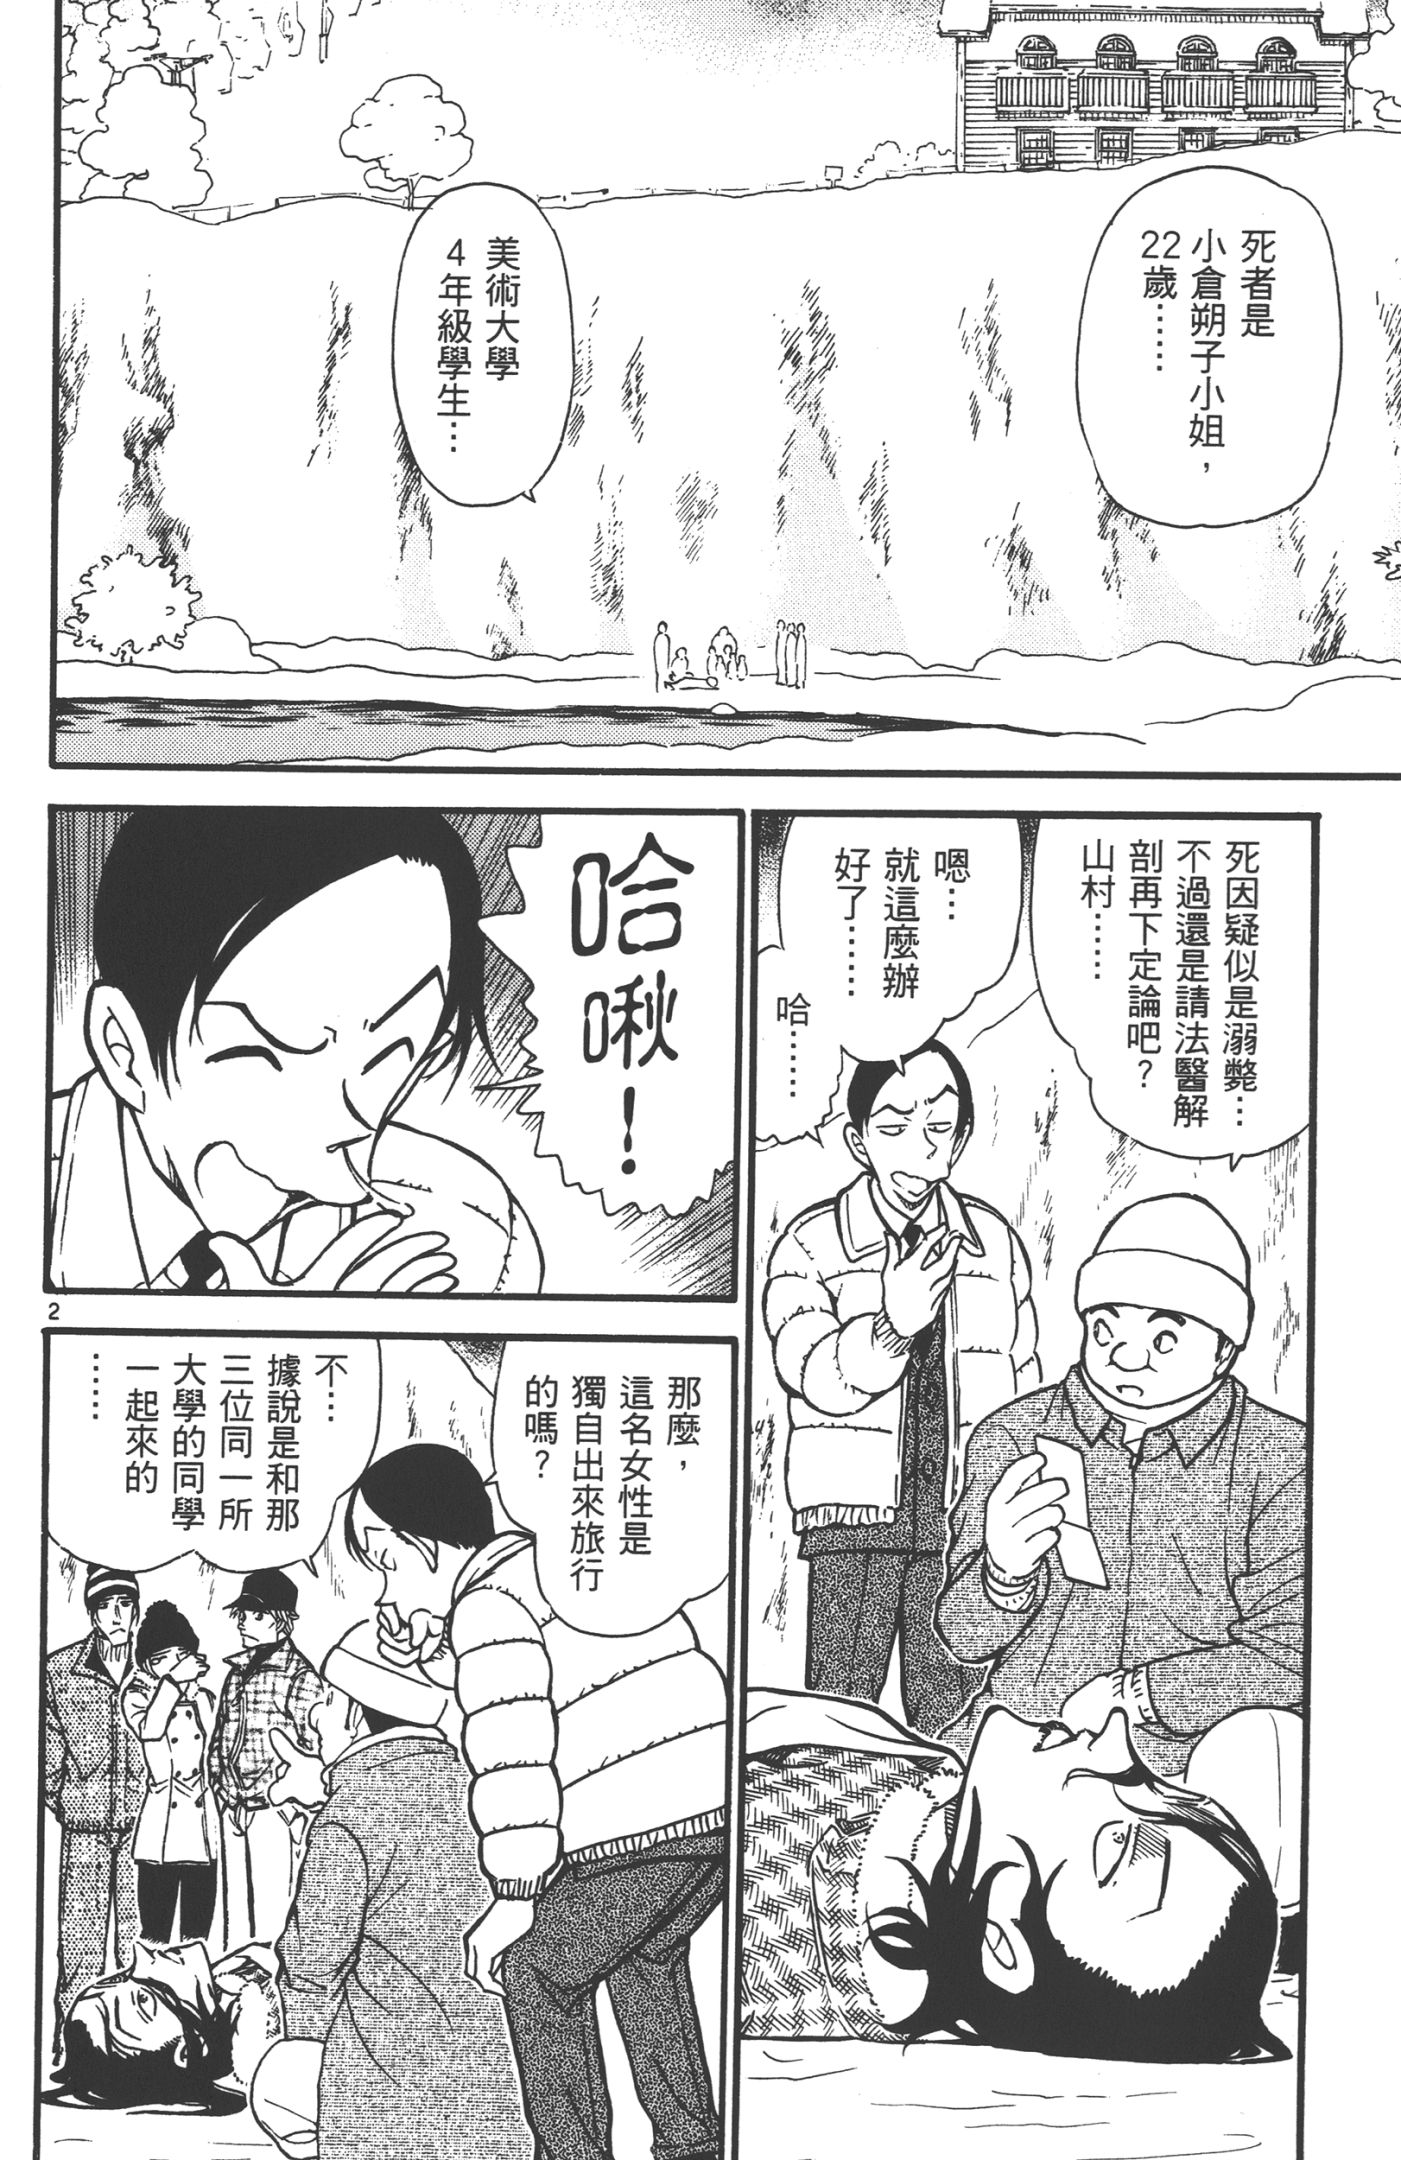 死者是
小倉朔子小姐，
22歲……
美術大學
4年級學生…
死因疑似是溺斃…
不過還是請法醫解
剖再下定論吧？
山村……
嗯…
就這麼辦
好了……
哈……
哈啾！
2
那麼，
這名女性是
獨自出來旅行
的嗎？
不…
據說是和那
三位同一所
大學的同學
一起來的
……